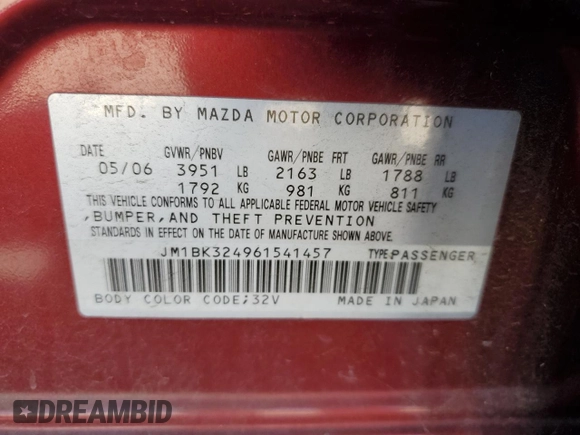 MFD. BY MAZDA MOTOR CORPORATION
DATE GVWR/PNBV GAWR/PNBE FRT GAWR/PNBE RR
05/06 3951 LB 2163 LB 1788 LB
1792 KG 981 KG 811 KG
THIS VEHICLE CONFORMS TO ALL APPLICABLE FEDERAL MOTOR VEHICLE SAFETY
,BUMPER,AND THEFT PREVENTION
STANDARDS IN EFFECT ON THE DATE OF MANUFACTURE SHOWN ABOVE.
JM1BK324961541457 TYPE:PASSENGER
BODY COLOR CODE;32V MADE IN JAPAN
DREAMBID